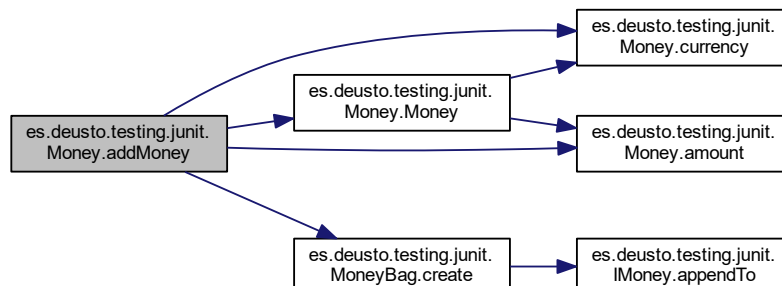 es.deusto.testing.junit.
Money.addMoney
es.deusto.testing.junit.
Money.Money
es.deusto.testing.junit.
MoneyBag.create
es.deusto.testing.junit.
Money.currency
es.deusto.testing.junit.
Money.amount
es.deusto.testing.junit.
IMoney.appendTo